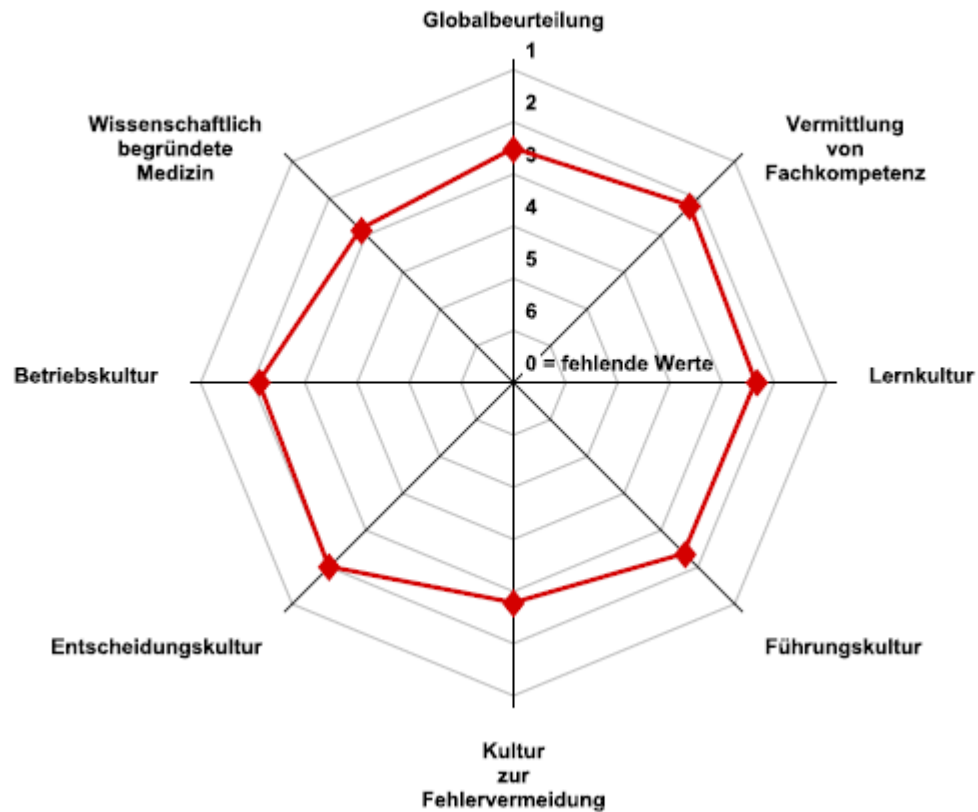 Globalbeurteilung
1
2
3
4
5
6
0 = fehlende Werte
Vermittlung
von
Fachkompetenz
Lernkultur
Führungskultur
Kultur
zur
Fehlervermeidung
Entscheidungskultur
Betriebskultur
Wissenschaftlich
begründete
Medizin